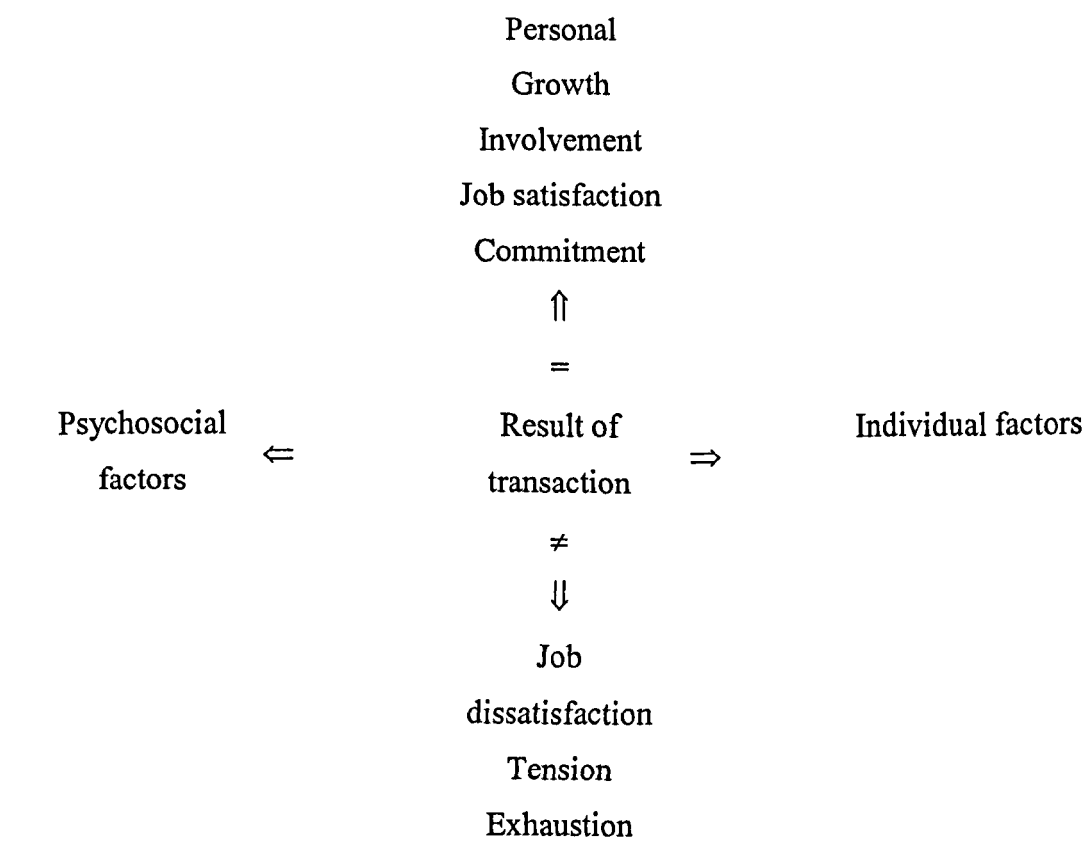 Personal
Growth
Involvement
Job satisfaction
Commitment
⇑
=
Psychosocial
factors
⇐
Result of
transaction
⇒
Individual factors
≠
⇓
Job
dissatisfaction
Tension
Exhaustion